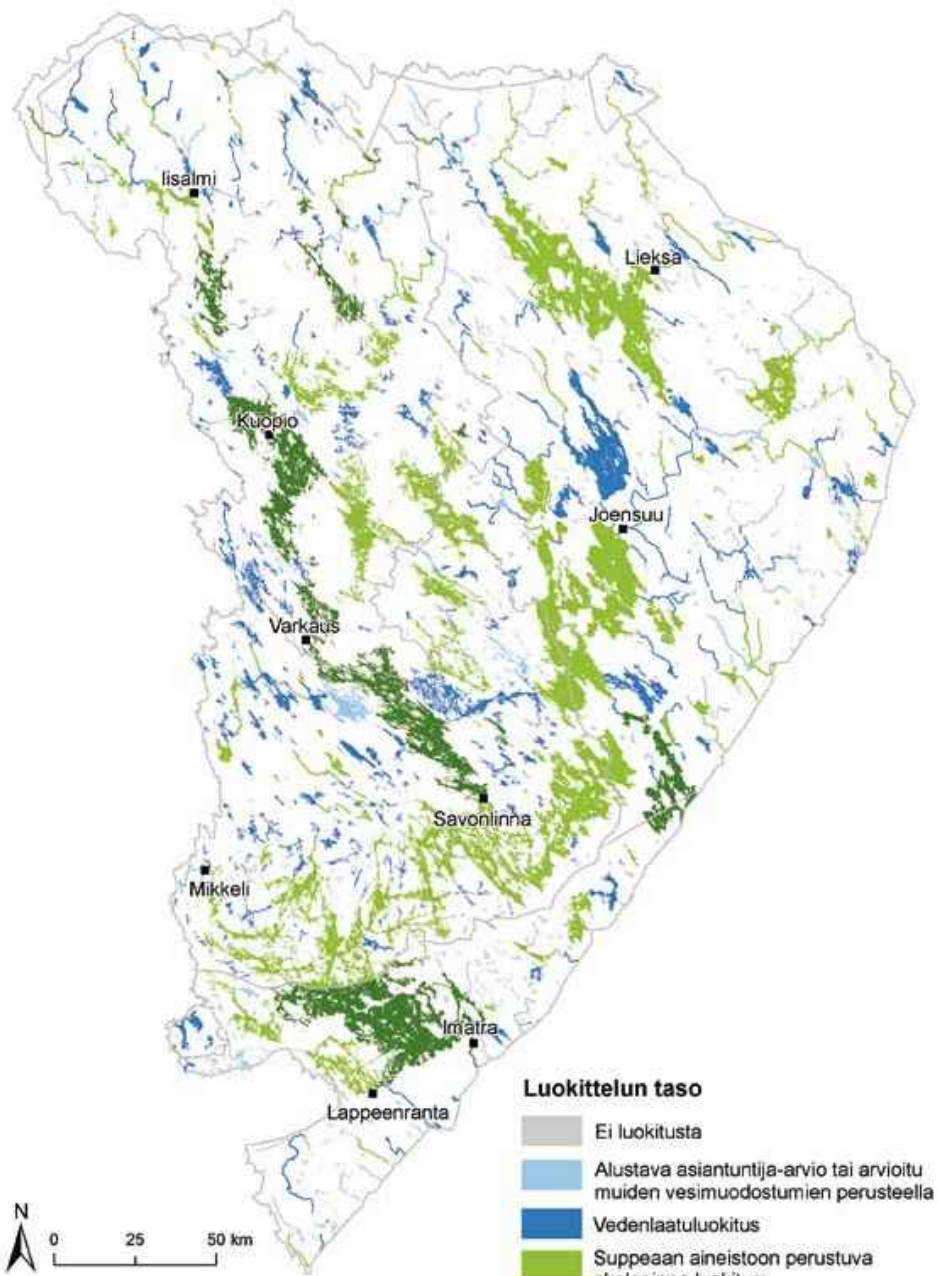 Iisalmi
Lieksa
Kuopio
Joensuu
Varkaus
Savonlinna
Mikkeli
Imatra
Lappeenranta
Luokittelun taso
Ei luokitusta
Alustava asiantuntija-arvio tai arvioitu
muiden vesimuodostumien perusteella
Vedenlaatuluokitus
Suppeaan aineistoon perustuva
N
0 25 50 km